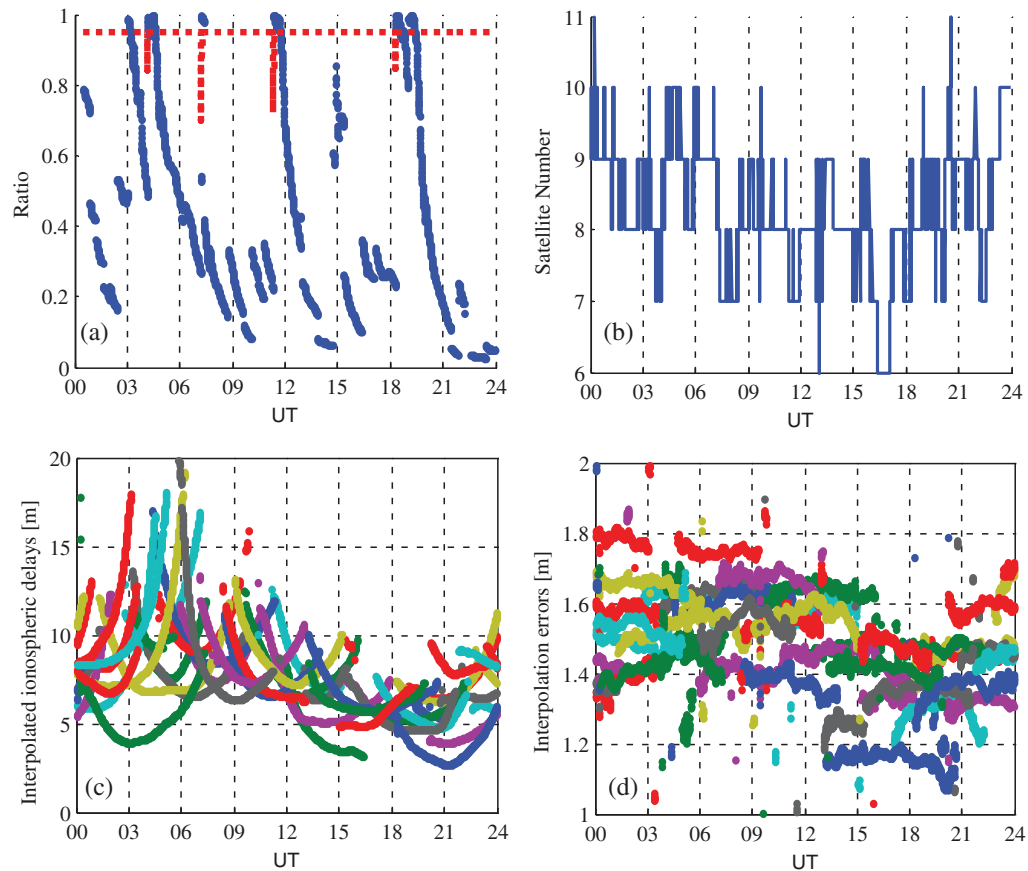 1
0.8
0.6
0.4
0.2
0
Ratio
(a)
00 03 06 09 12 15 18 21 24
UT
11
10
9
8
7
6
Satellite Number
(b)
00 03 06 09 12 15 18 21 24
UT
20
15
10
5
0
Interpolated ionospheric delays [m]
(c)
00 03 06 09 12 15 18 21 24
UT
2
1.8
1.6
1.4
1.2
1
Interpolation errors [m]
(d)
00 03 06 09 12 15 18 21 24
UT